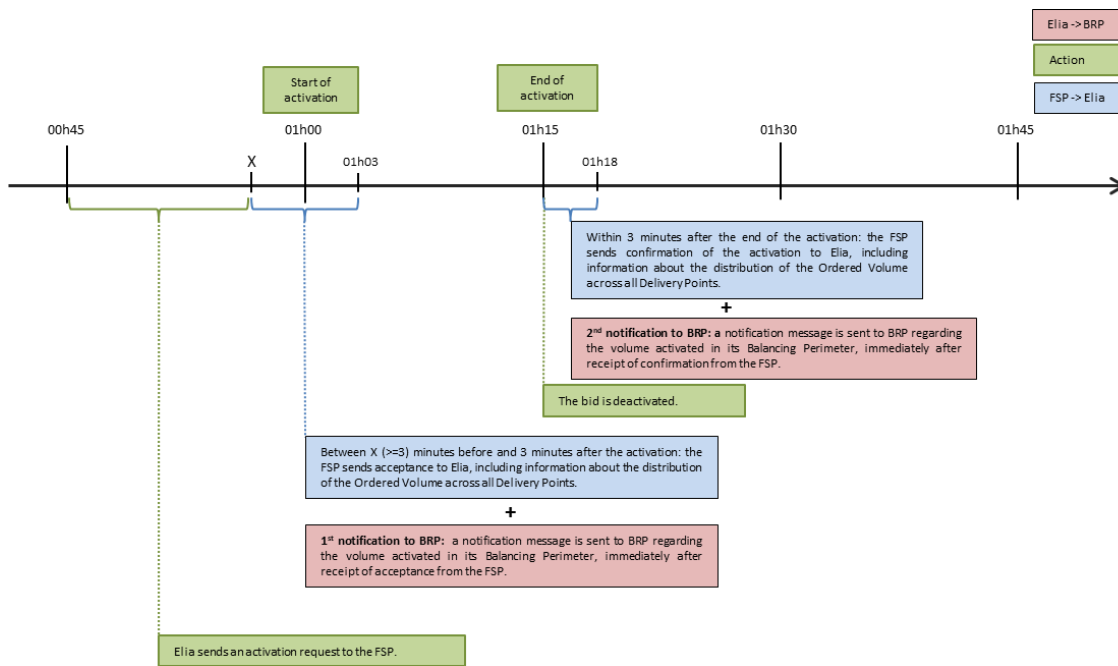 Elia -> BRP
Action
FSP -> Elia
Start of
activation
End of
activation
00h45
X
01h00
01h03
01h15
01h18
01h30
01h45
Within 3 minutes after the end of the activation: the FSP
sends confirmation of the activation to Elia, including
information about the distribution of the Ordered Volume
across all Delivery Points.
+
2nd notification to BRP: a notification message is sent to BRP regarding
the volume activated in its Balancing Perimeter, immediately after
receipt of confirmation from the FSP.
The bid is deactivated.
Between X (>=3) minutes before and 3 minutes after the activation: the
FSP sends acceptance to Elia, including information about the distribution
of the Ordered Volume across all Delivery Points.
+
1st notification to BRP: a notification message is sent to BRP regarding
the volume activated in its Balancing Perimeter, immediately after
receipt of acceptance from the FSP.
Elia sends an activation request to the FSP.